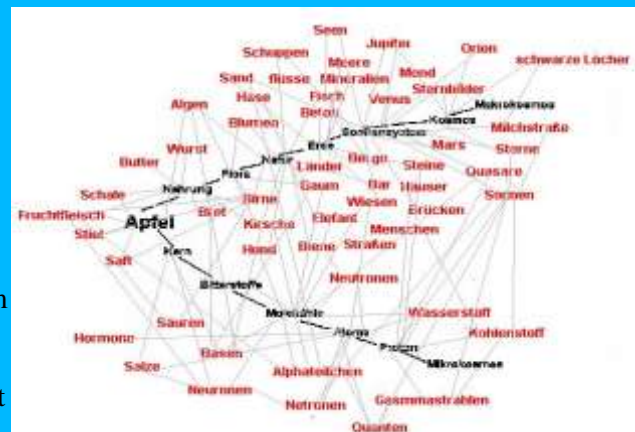 Seen
Schuppen
Jupiter
Orion
Meere
schwarze Löcher
Sand
flüsse
Mineralien
Mond
Sternbilder
Algen
Hase
Fisch
Venus
Makrokosmos
Blumen
Sonnensystem
Kosmos
Milchstraße
Wurst
Erde
Mars
Sterne
Butter
Flora
Natur
Länder
Berge
Steine
Quasare
Schale
Nahrung
Birne
Baum
Bar
Häuser
Sonnen
Fruchtfleisch
Apfel
Brot
Wiesen
Brücken
Stiel
Kirsche
Elefant
Menschen
Kern
Hund
Biene
Straßen
Saft
Bitterstoffe
Neutronen
Moleküle
Wasserstoff
Säuren
Atome
Kohlenstoff
Hormone
Basen
Proton
Salze
Alphateilchen
Mikrokosmos
Neuronen
Netronen
Gasmmastrahlen
Quanten
n
t